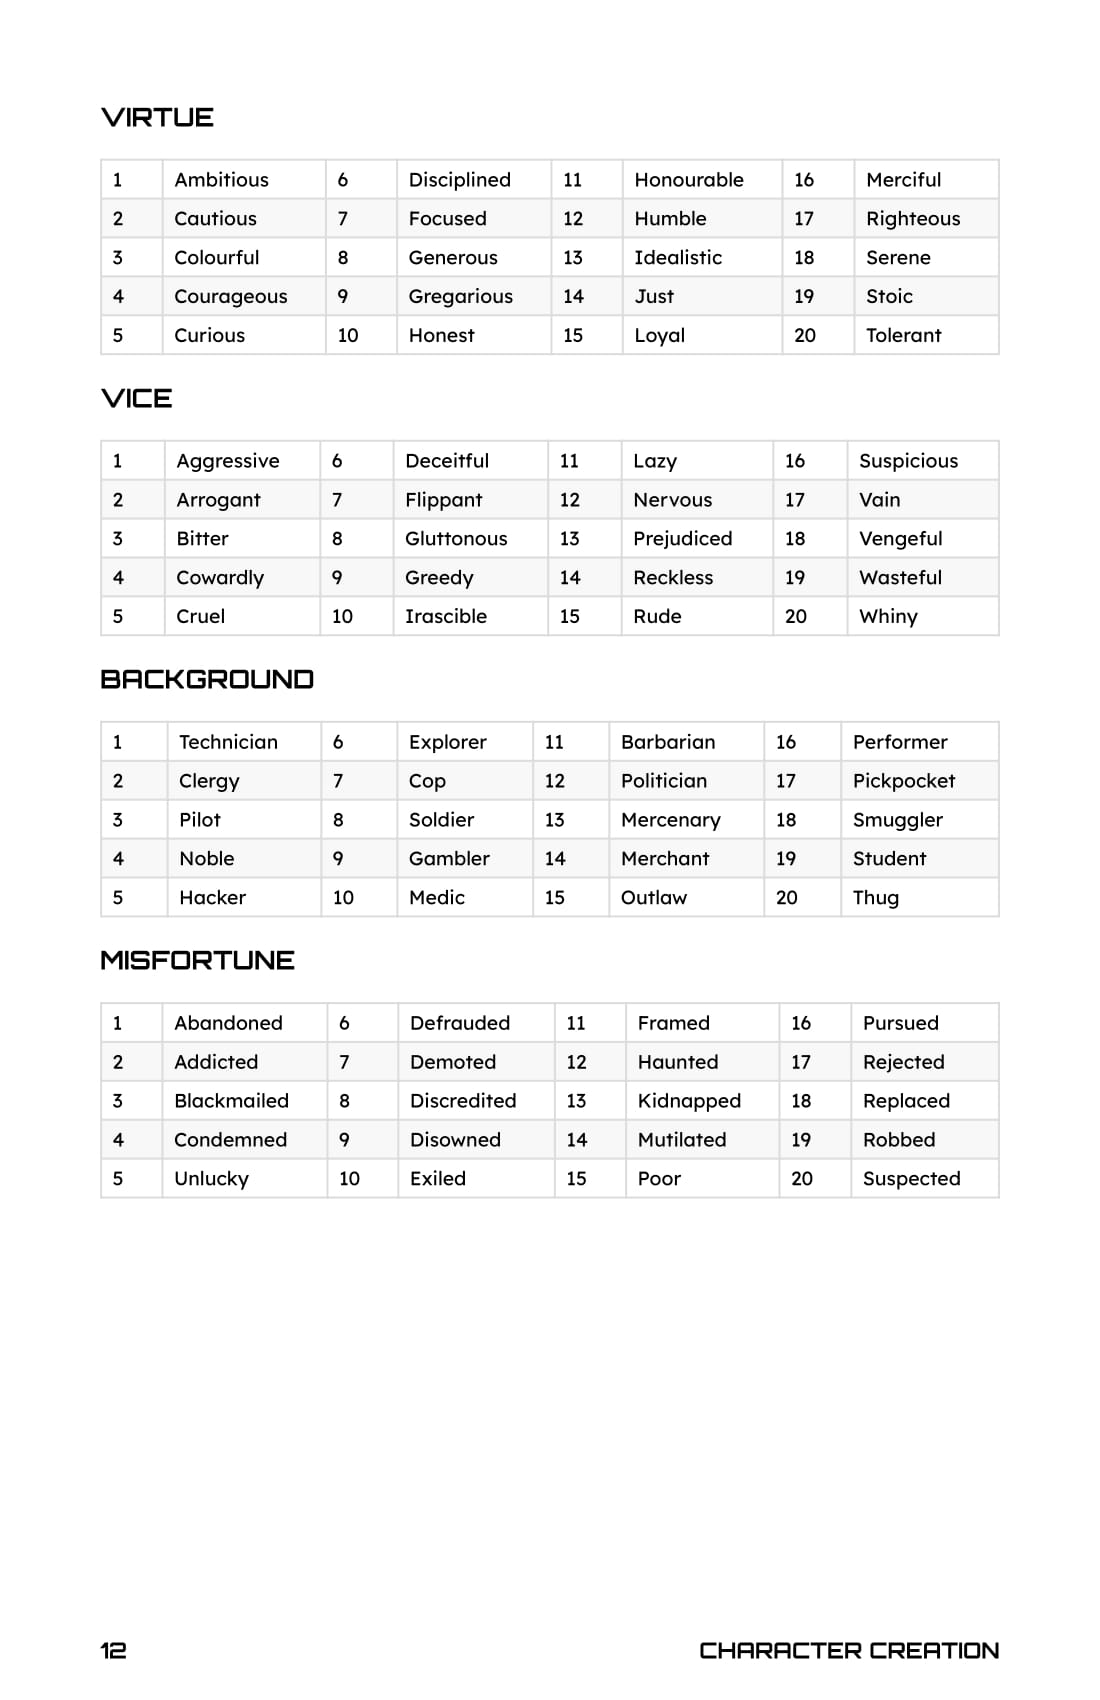 VIRTUE
1 Ambitious 6 Disciplined 11 Honourable 16 Merciful
2 Cautious 7 Focused 12 Humble 17 Righteous
3 Colourful 8 Generous 13 Idealistic 18 Serene
4 Courageous 9 Gregarious 14 Just 19 Stoic
5 Curious 10 Honest 15 Loyal 20 Tolerant
VICE
1 Aggressive 6 Deceitful 11 Lazy 16 Suspicious
2 Arrogant 7 Flippant 12 Nervous 17 Vain
3 Bitter 8 Gluttonous 13 Prejudiced 18 Vengeful
4 Cowardly 9 Greedy 14 Reckless 19 Wasteful
5 Cruel 10 Irascible 15 Rude 20 Whiny
BACKGROUND
1 Technician 6 Explorer 11 Barbarian 16 Performer
2 Clergy 7 Cop 12 Politician 17 Pickpocket
3 Pilot 8 Soldier 13 Mercenary 18 Smuggler
4 Noble 9 Gambler 14 Merchant 19 Student
5 Hacker 10 Medic 15 Outlaw 20 Thug
MISFORTUNE
1 Abandoned 6 Defrauded 11 Framed 16 Pursued
2 Addicted 7 Demoted 12 Haunted 17 Rejected
3 Blackmailed 8 Discredited 13 Kidnapped 18 Replaced
4 Condemned 9 Disowned 14 Mutilated 19 Robbed
5 Unlucky 10 Exiled 15 Poor 20 Suspected
12 CHARACTER CREATION